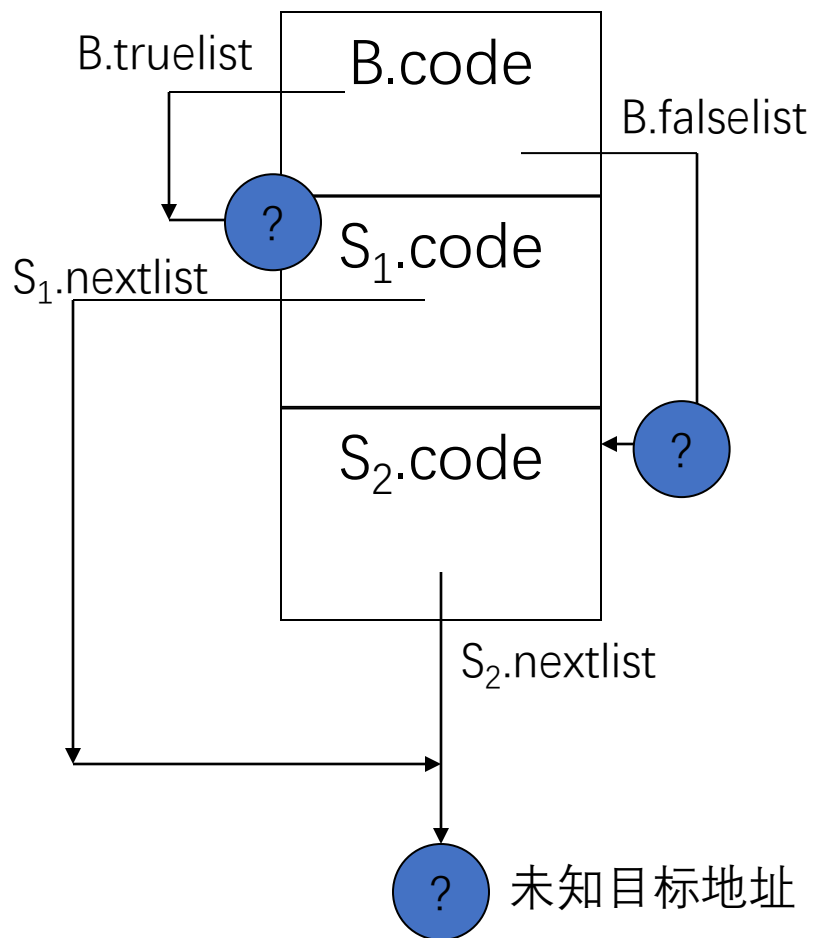 B.truelist
B.code
B.falselist
?
S₁.code
S₁.nextlist
S₂.code
?
S₂.nextlist
?
未知目标地址